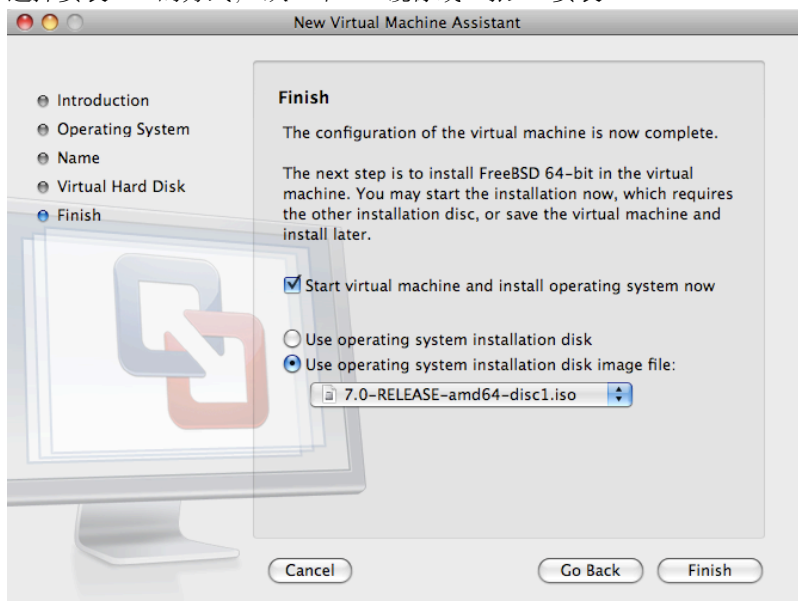 New Virtual Machine Assistant
Introduction
Operating System
Name
Virtual Hard Disk
Finish
Finish
The configuration of the virtual machine is now complete.
The next step is to install FreeBSD 64-bit in the virtual
machine. You may start the installation now, which requires
the other installation disc, or save the virtual machine and
install later.
Start virtual machine and install operating system now
Use operating system installation disk
Use operating system installation disk image file:
7.0-RELEASE-amd64-disc1.iso
Cancel
Go Back
Finish